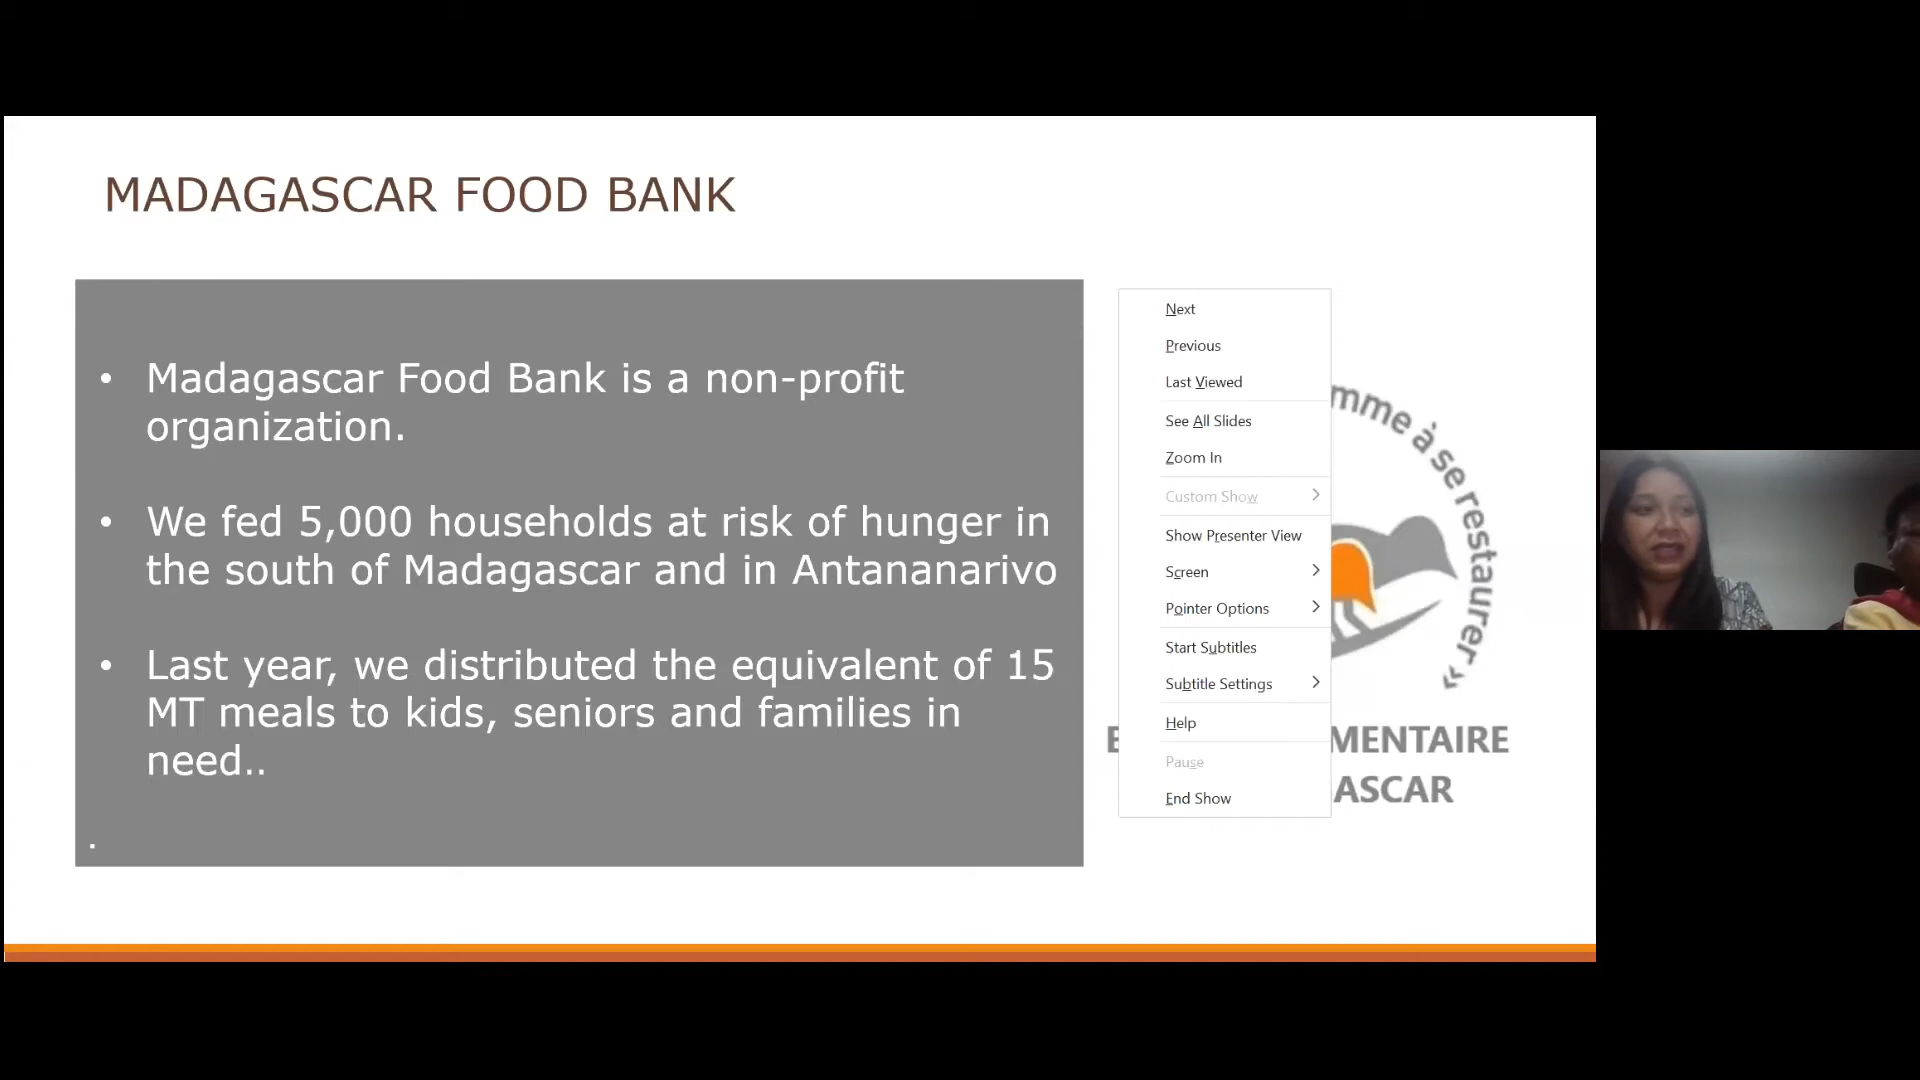 MADAGASCAR FOOD BANK
• Madagascar Food Bank is a non-profit
organization.
• We fed 5,000 households at risk of hunger in
the south of Madagascar and in Antananarivo
• Last year, we distributed the equivalent of 15
MT meals to kids, seniors and families in
need..
.
Next
Previous
Last Viewed
See All Slides
Zoom In
Custom Show
Show Presenter View
Screen
Pointer Options
Start Subtitles
Subtitle Settings
Help
Pause
End Show
mme à se restaurer »
MENTAIRE
ASCAR